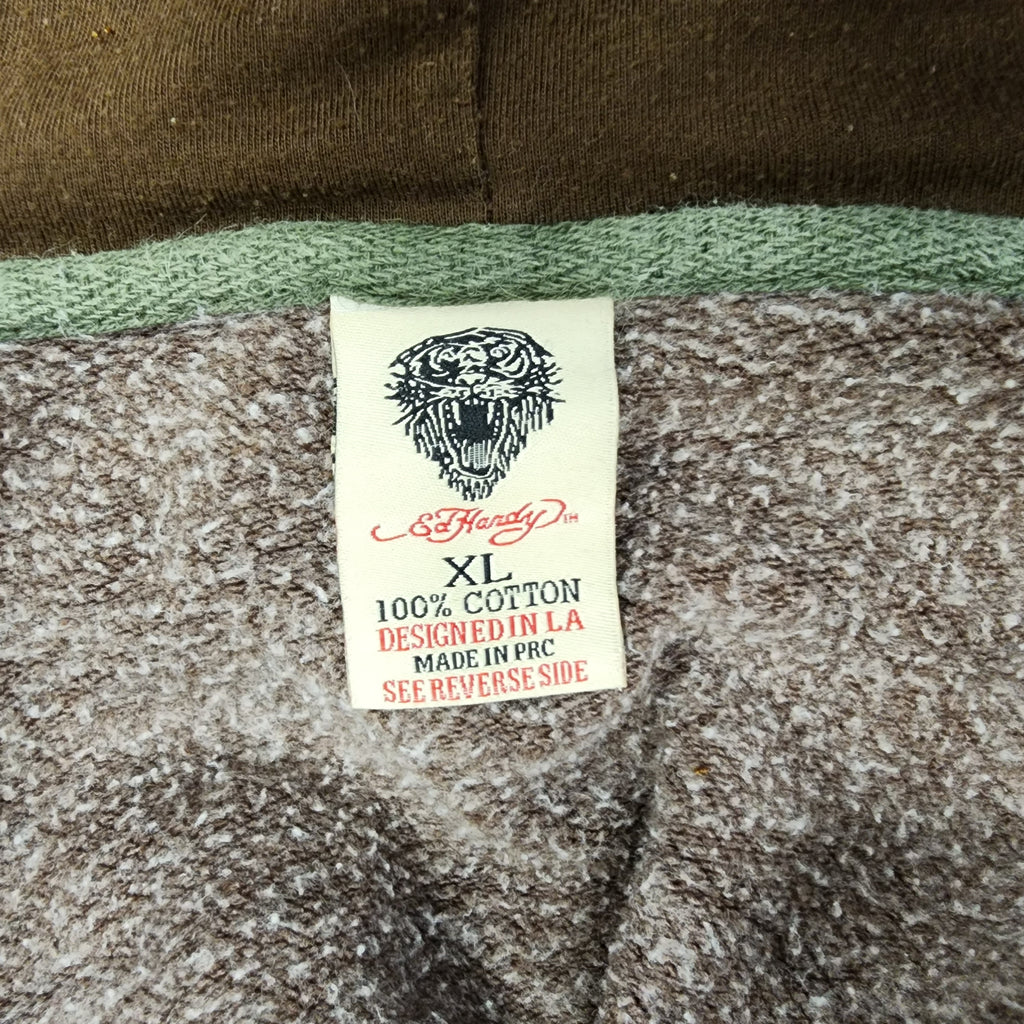 Ed Hardy TM
XL
100% COTTON
DESIGNED IN LA
MADE IN PRC
SEE REVERSE SIDE